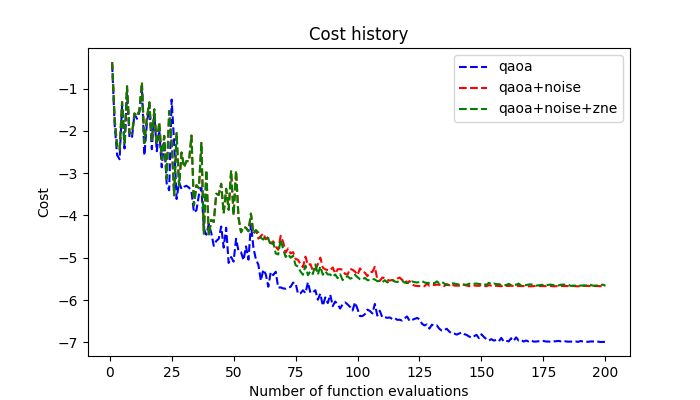 Cost history
qaoa
qaoa+noise
qaoa+noise+zne
−1
−2
−3
−4
−5
−6
−7
Cost
0 25 50 75 100 125 150 175 200
Number of function evaluations